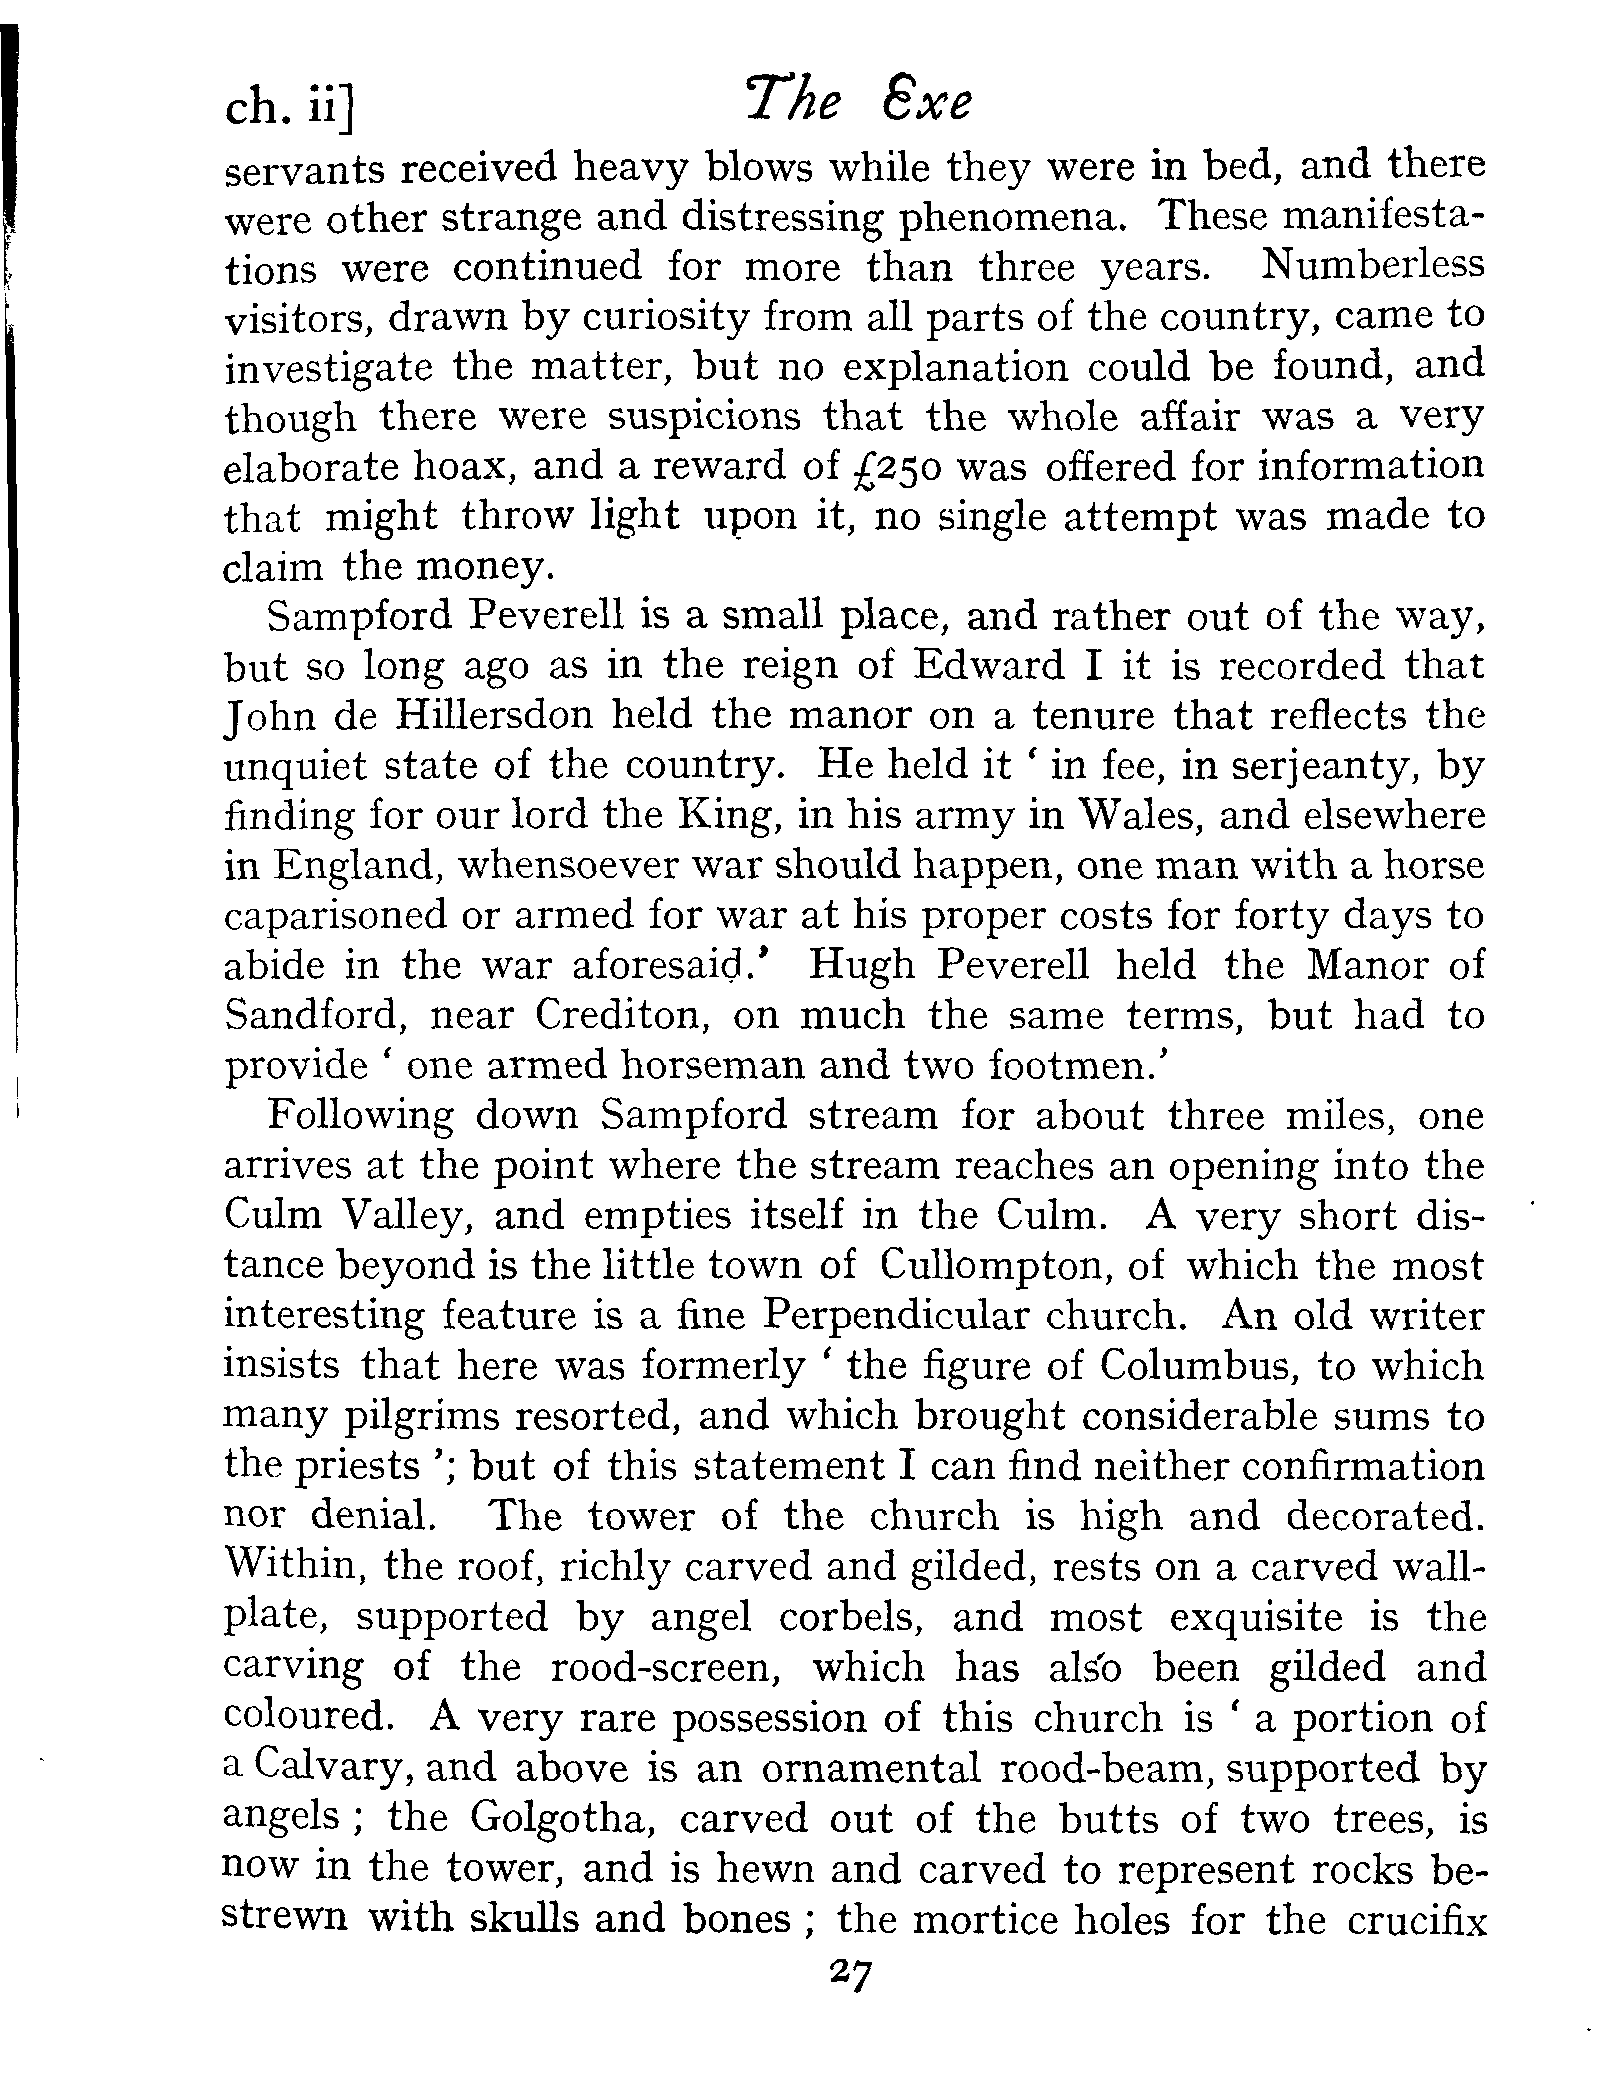 ch. ii] The Exe
servants received heavy blows while they were in bed, and there
were other strange and distressing phenomena. These manifesta-
tions were continued for more than three years. Numberless
visitors, drawn by curiosity from all parts of the country, came to
investigate the matter, but no explanation could be found, and
though there were suspicions that the whole affair was a very
elaborate hoax, and a reward of £250 was offered for information
that might throw light upon it, no single attempt was made to
claim the money.
Sampford Peverell is a small place, and rather out of the way,
but so long ago as in the reign of Edward I it is recorded that
John de Hillersdon held the manor on a tenure that reflects the
unquiet state of the country. He held it ‘ in fee, in serjeanty, by
finding for our lord the King, in his army in Wales, and elsewhere
in England, whensoever war should happen, one man with a horse
caparisoned or armed for war at his proper costs for forty days to
abide in the war aforesaid.’ Hugh Peverell held the Manor of
Sandford, near Crediton, on much the same terms, but had to
provide ‘ one armed horseman and two footmen.’
Following down Sampford stream for about three miles, one
arrives at the point where the stream reaches an opening into the
Culm Valley, and empties itself in the Culm. A very short dis-
tance beyond is the little town of Cullompton, of which the most
interesting feature is a fine Perpendicular church. An old writer
insists that here was formerly ‘ the figure of Columbus, to which
many pilgrims resorted, and which brought considerable sums to
the priests ’; but of this statement I can find neither confirmation
nor denial. The tower of the church is high and decorated.
Within, the roof, richly carved and gilded, rests on a carved wall-
plate, supported by angel corbels, and most exquisite is the
carving of the rood-screen, which has also been gilded and
coloured. A very rare possession of this church is ‘ a portion of
a Calvary, and above is an ornamental rood-beam, supported by
angels ; the Golgotha, carved out of the butts of two trees, is
now in the tower, and is hewn and carved to represent rocks be-
strewn with skulls and bones ; the mortice holes for the crucifix
27